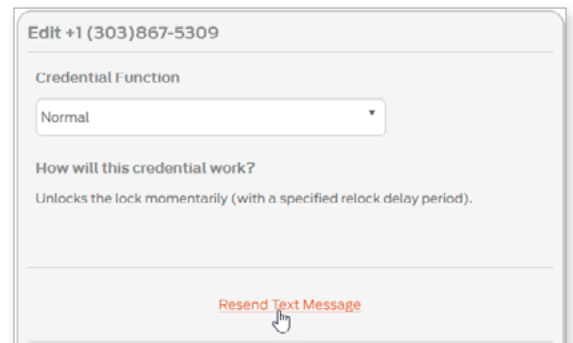 Edit +1 (303)867-5309
Credential Function
Normal
How will this credential work?
Unlocks the lock momentarily (with a specified relock delay period).
Resend Text Message